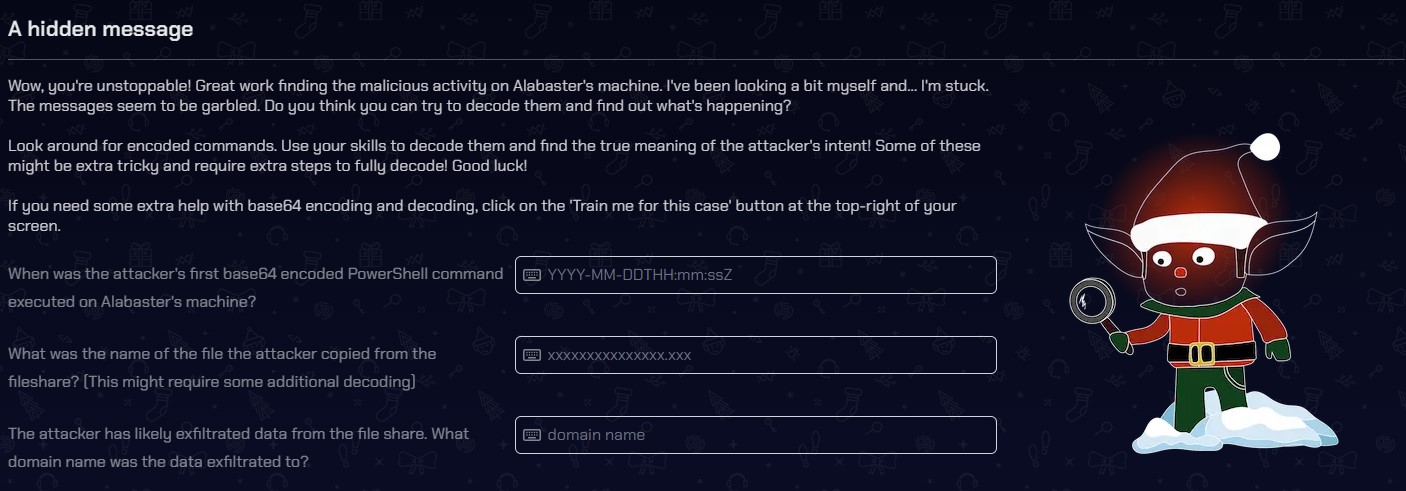 A hidden message
Wow, you're unstoppable! Great work finding the malicious activity on Alabaster's machine. I've been looking a bit myself and... I'm stuck.
The messages seem to be garbled. Do you think you can try to decode them and find out what's happening?
Look around for encoded commands. Use your skills to decode them and find the true meaning of the attacker's intent! Some of these
might be extra tricky and require extra steps to fully decode! Good luck!
If you need some extra help with base64 encoding and decoding, click on the 'Train me for this case' button at the top-right of your
screen.
When was the attacker's first base64 encoded PowerShell command
executed on Alabaster's machine?
YYYY-MM-DDTHH:mm:ssZ
What was the name of the file the attacker copied from the
fileshare? [This might require some additional decoding]
xxxxxxxxxxxxxxx.xxx
The attacker has likely exfiltrated data from the file share. What
domain name was the data exfiltrated to?
domain name